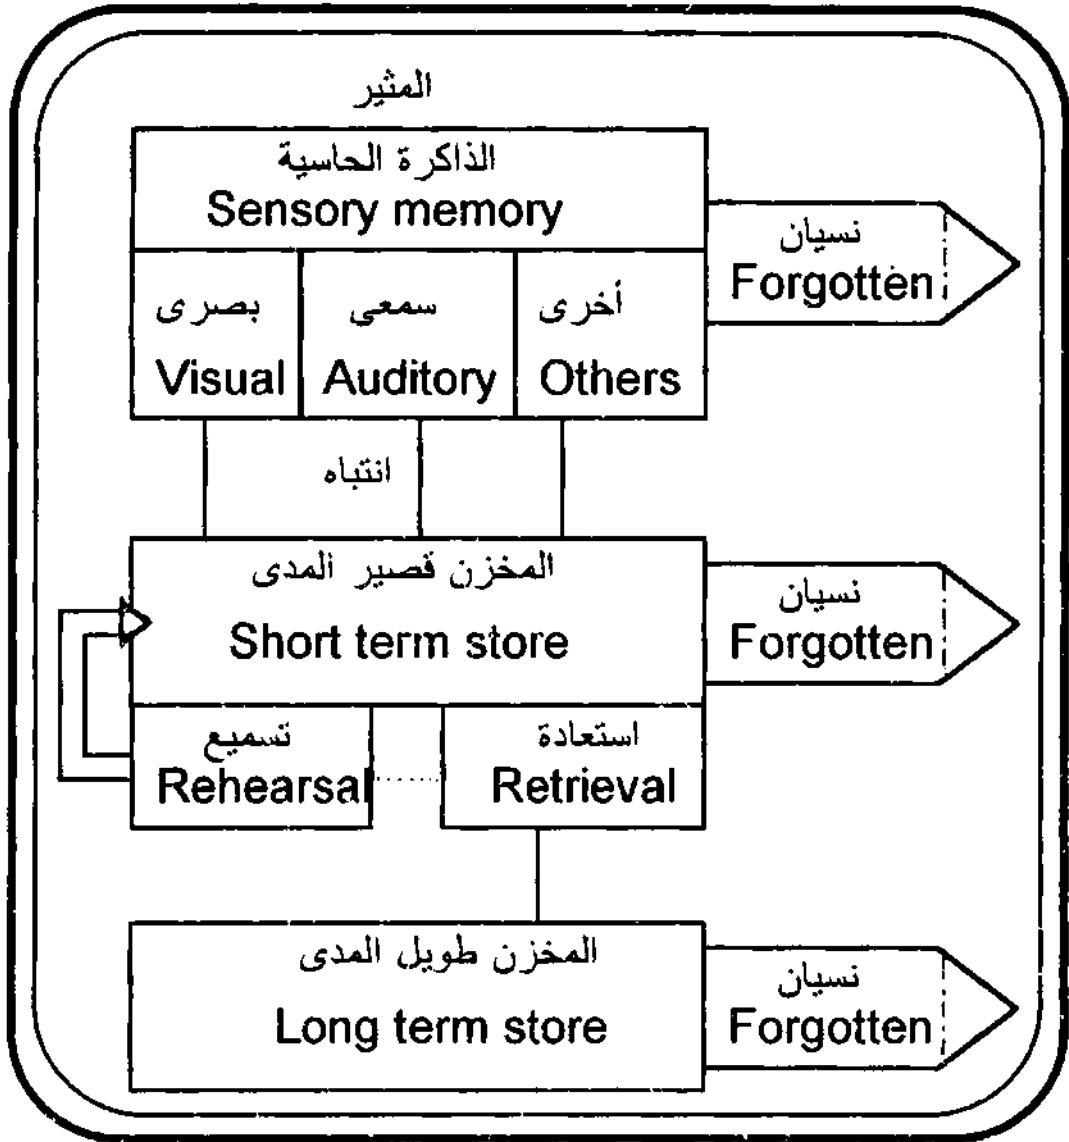 المثير
الذاكرة الحاسية
Sensory memory
نسيان
Forgotten
بصرى
Visual
سمعى
Auditory
أخرى
Others
انتباه
المخزن قصير المدى
Short term store
نسيان
Forgotten
تسميع
Rehearsal
استعادة
Retrieval
المخزن طويل المدى
Long term store
نسيان
Forgotten